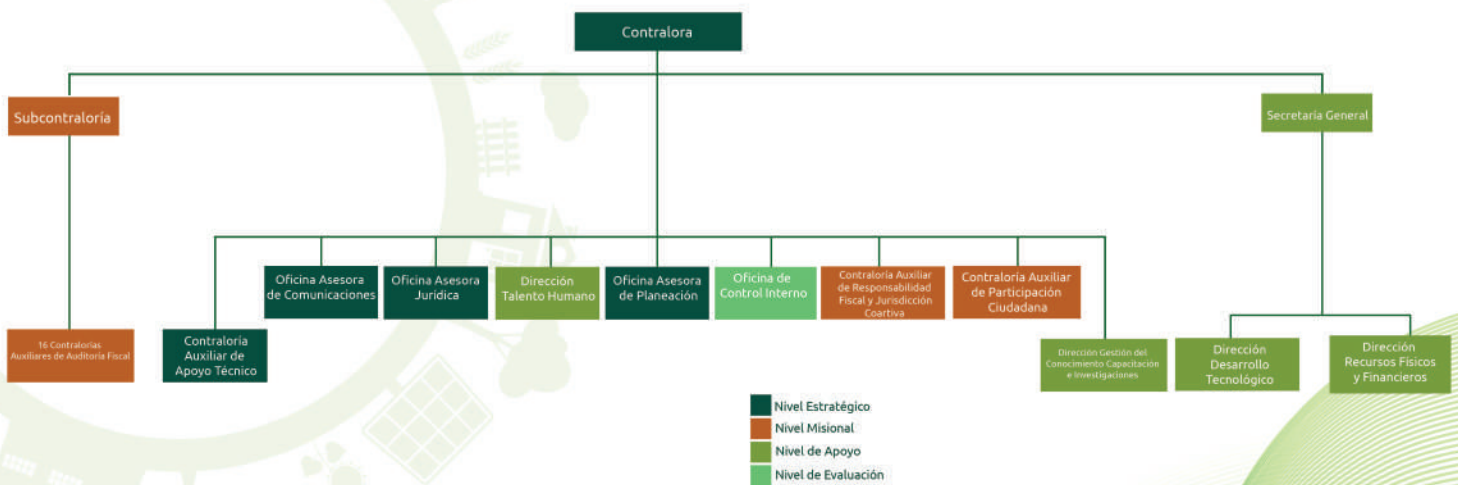 Contralora
Subcontraloría
Secretaria General
Oficina Asesora
de Comunicaciones
Oficina Asesora
Jurídica
Dirección
Talento Humano
Oficina Asesora
de Planeación
Oficina de
Control Interno
Contraloría Auxiliar
de Responsabilidad
Fiscal y Jurisdicción
Coartiva
Contraloría Auxiliar
de Participación
Ciudadana
16 Contralorías
Auxiliares de Auditoría Fiscal
Contraloría
Auxiliar de
Apoyo Técnico
Dirección Gestión del
Conocimiento Capacitación
e Investigaciones
Dirección
Desarrollo
Tecnológico
Dirección
Recursos Físicos
y Financieros
Nivel Estratégico
Nivel Misional
Nivel de Apoyo
Nivel de Evaluación